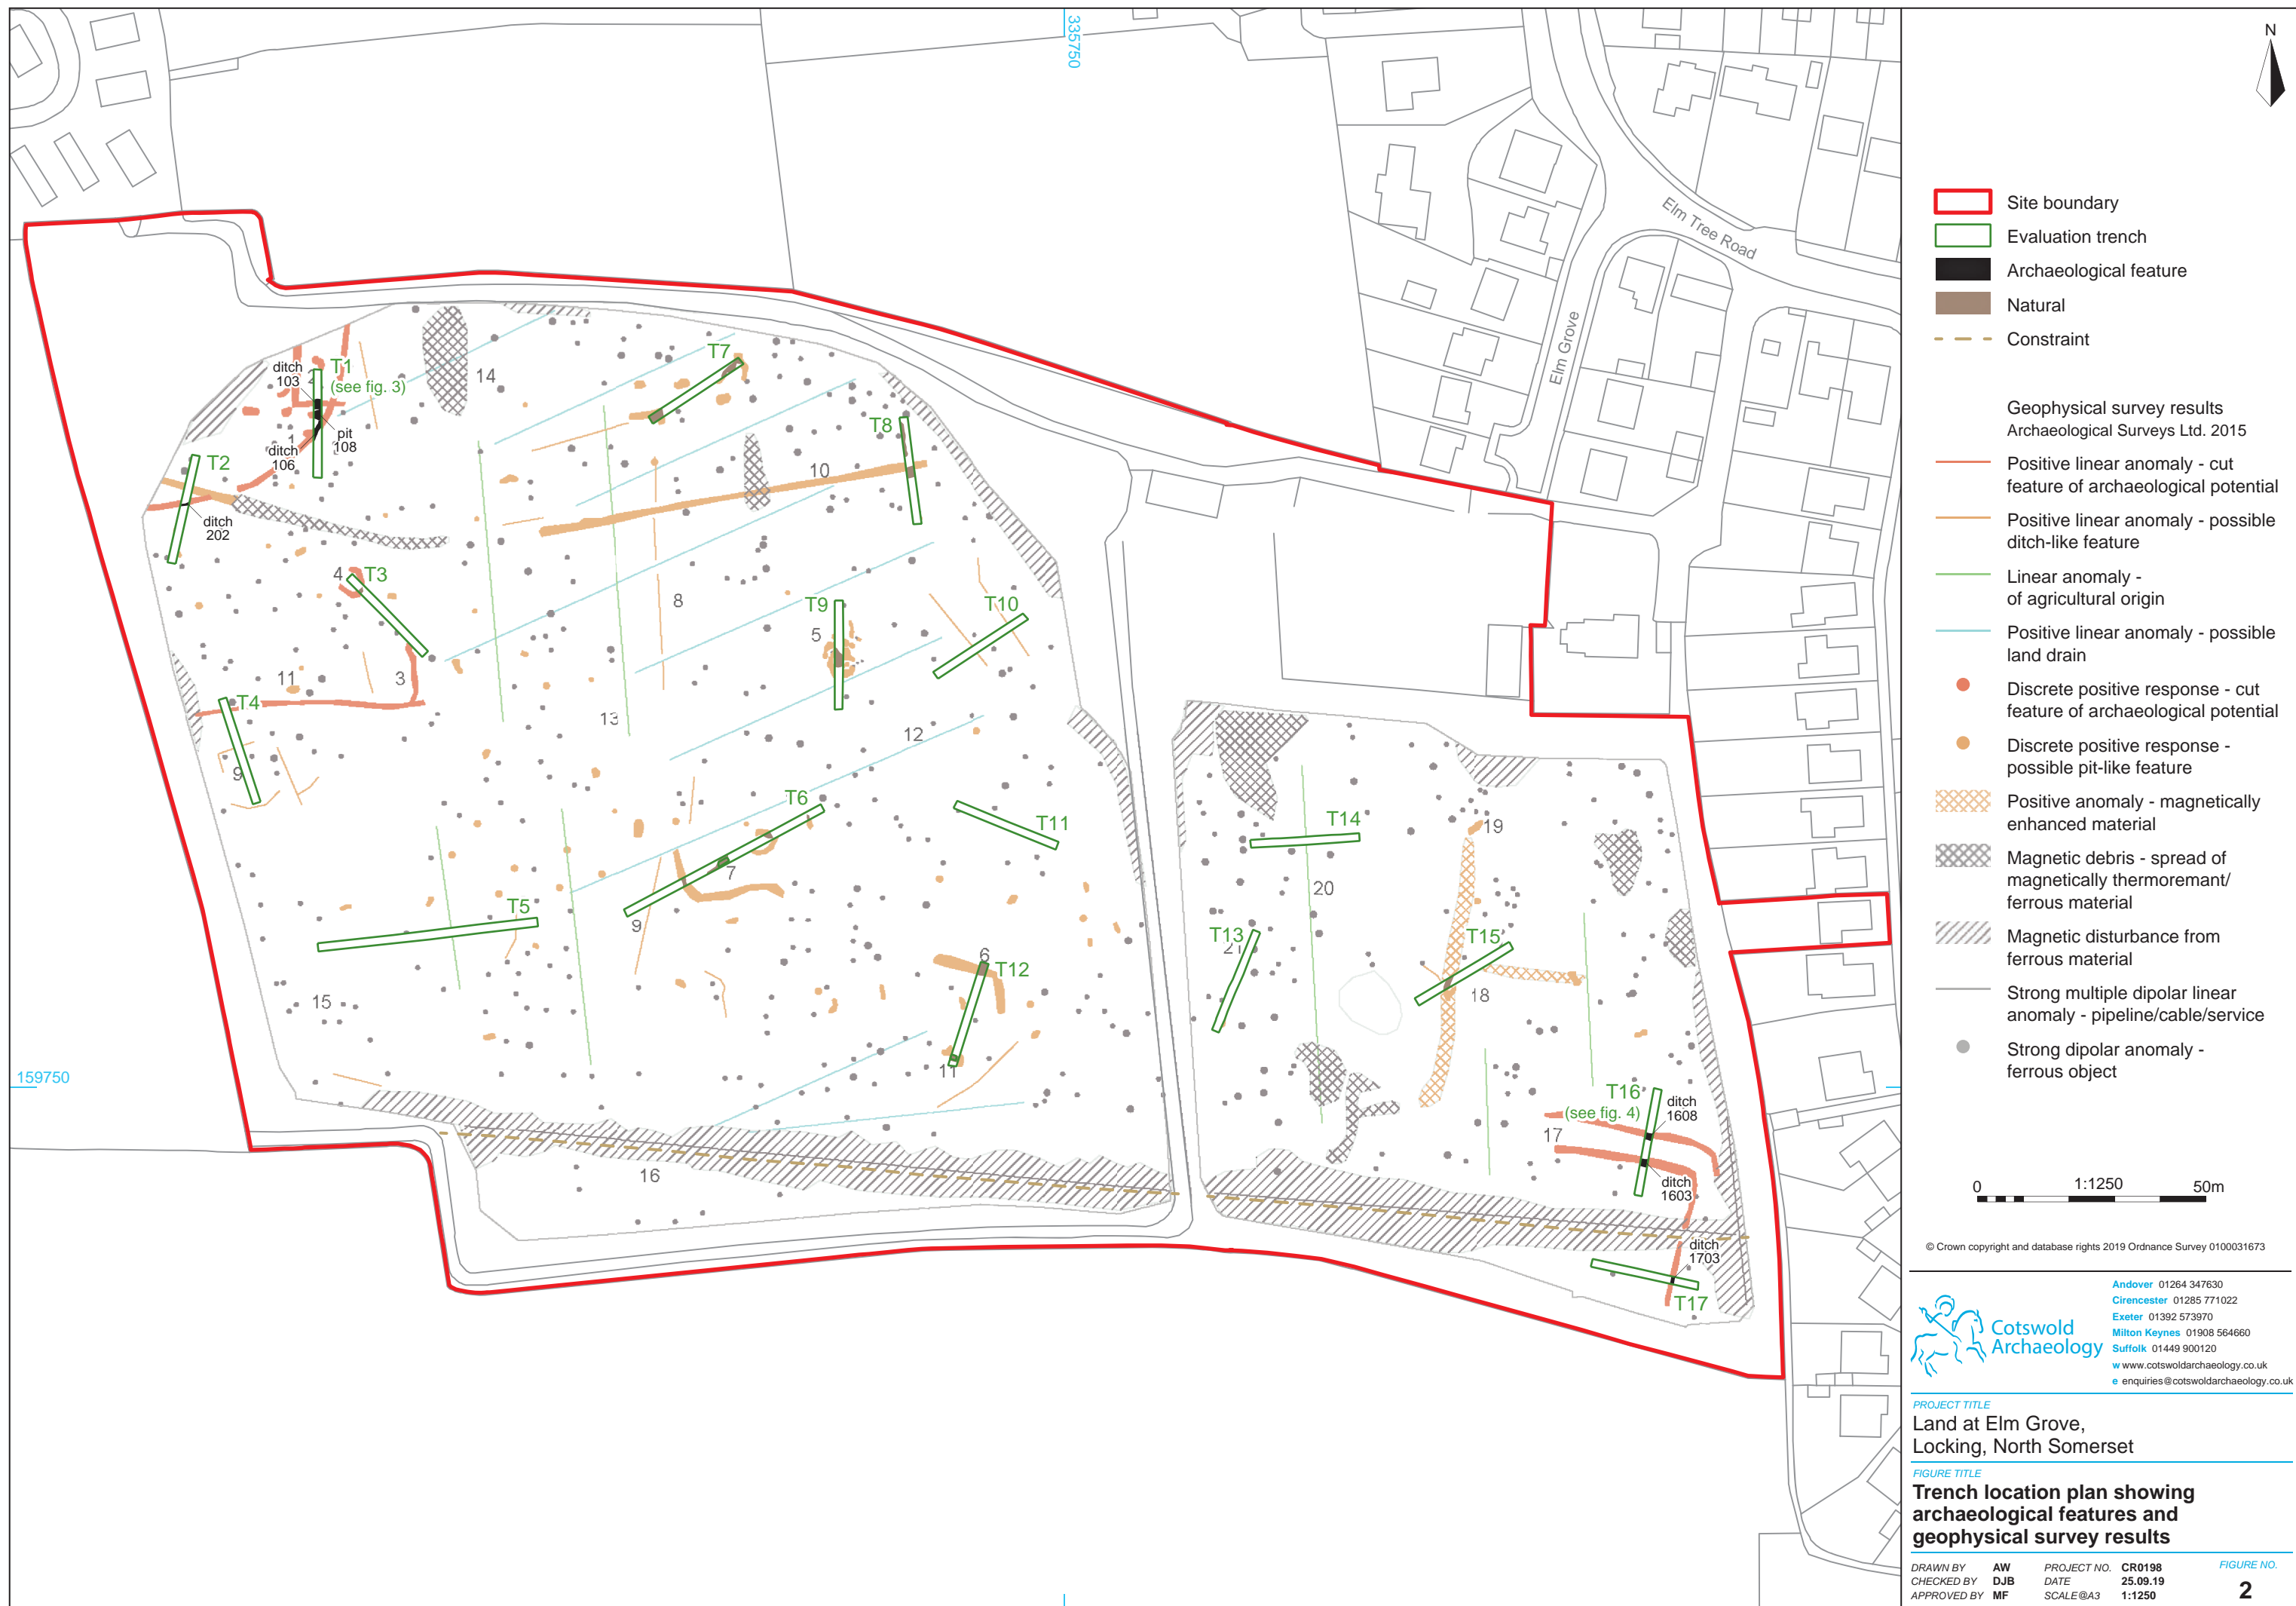 335750
159750
Elm Tree Road
Elm Grove
T1
(see fig. 3)
ditch
103
2
pit
108
1
ditch
106
T2
ditch
202
14
T7
T8
10
4
T3
8
T9
5
T10
11
3
T4
13
12
9
T6
T11
7
T5
9
6
T12
15
11
16
T14
19
20
T13
21
T15
18
T16
(see fig. 4)
ditch
1608
17
ditch
1603
ditch
1703
T17
N
Site boundary
Evaluation trench
Archaeological feature
Natural
Constraint
Geophysical survey results
Archaeological Surveys Ltd. 2015
Positive linear anomaly - cut
feature of archaeological potential
Positive linear anomaly - possible
ditch-like feature
Linear anomaly -
of agricultural origin
Positive linear anomaly - possible
land drain
Discrete positive response - cut
feature of archaeological potential
Discrete positive response -
possible pit-like feature
Positive anomaly - magnetically
enhanced material
Magnetic debris - spread of
magnetically thermoremant/
ferrous material
Magnetic disturbance from
ferrous material
Strong multiple dipolar linear
anomaly - pipeline/cable/service
Strong dipolar anomaly -
ferrous object
0 1:1250 50m
© Crown copyright and database rights 2019 Ordnance Survey 0100031673
Cotswold
Archaeology
Andover 01264 347630
Cirencester 01285 771022
Exeter 01392 573970
Milton Keynes 01908 564660
Suffolk 01449 900120
w www.cotswoldarchaeology.co.uk
e enquiries@cotswoldarchaeology.co.uk
PROJECT TITLE
Land at Elm Grove,
Locking, North Somerset
FIGURE TITLE
Trench location plan showing
archaeological features and
geophysical survey results
DRAWN BY AW PROJECT NO. CR0198 FIGURE NO.
CHECKED BY DJB DATE 25.09.19
APPROVED BY MF SCALE@A3 1:1250 2